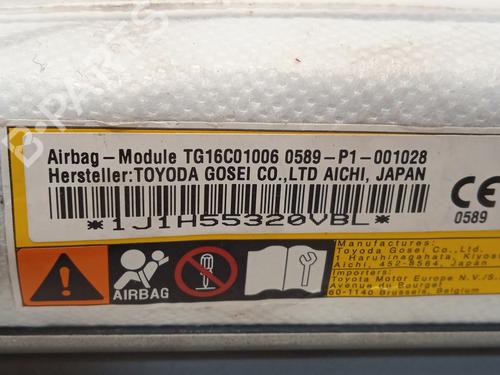 B-PARTS
Airbag-Module TG16C01006 0589-P1-001028
Hersteller:TOYODA GOSEI CO.,LTD AICHI, JAPAN
*1J1H55320VBL*
CE
0589
AIRBAG
Manufacturer:
Toyoda Gosei Co.,
1 Haruhinagahata, Kiyosu
Aichi, 452-8564, Japan
Importers:
Toyota Motor Europe N.V./S.
Avenue du Bourget
60-1140 Brussels, Belgium